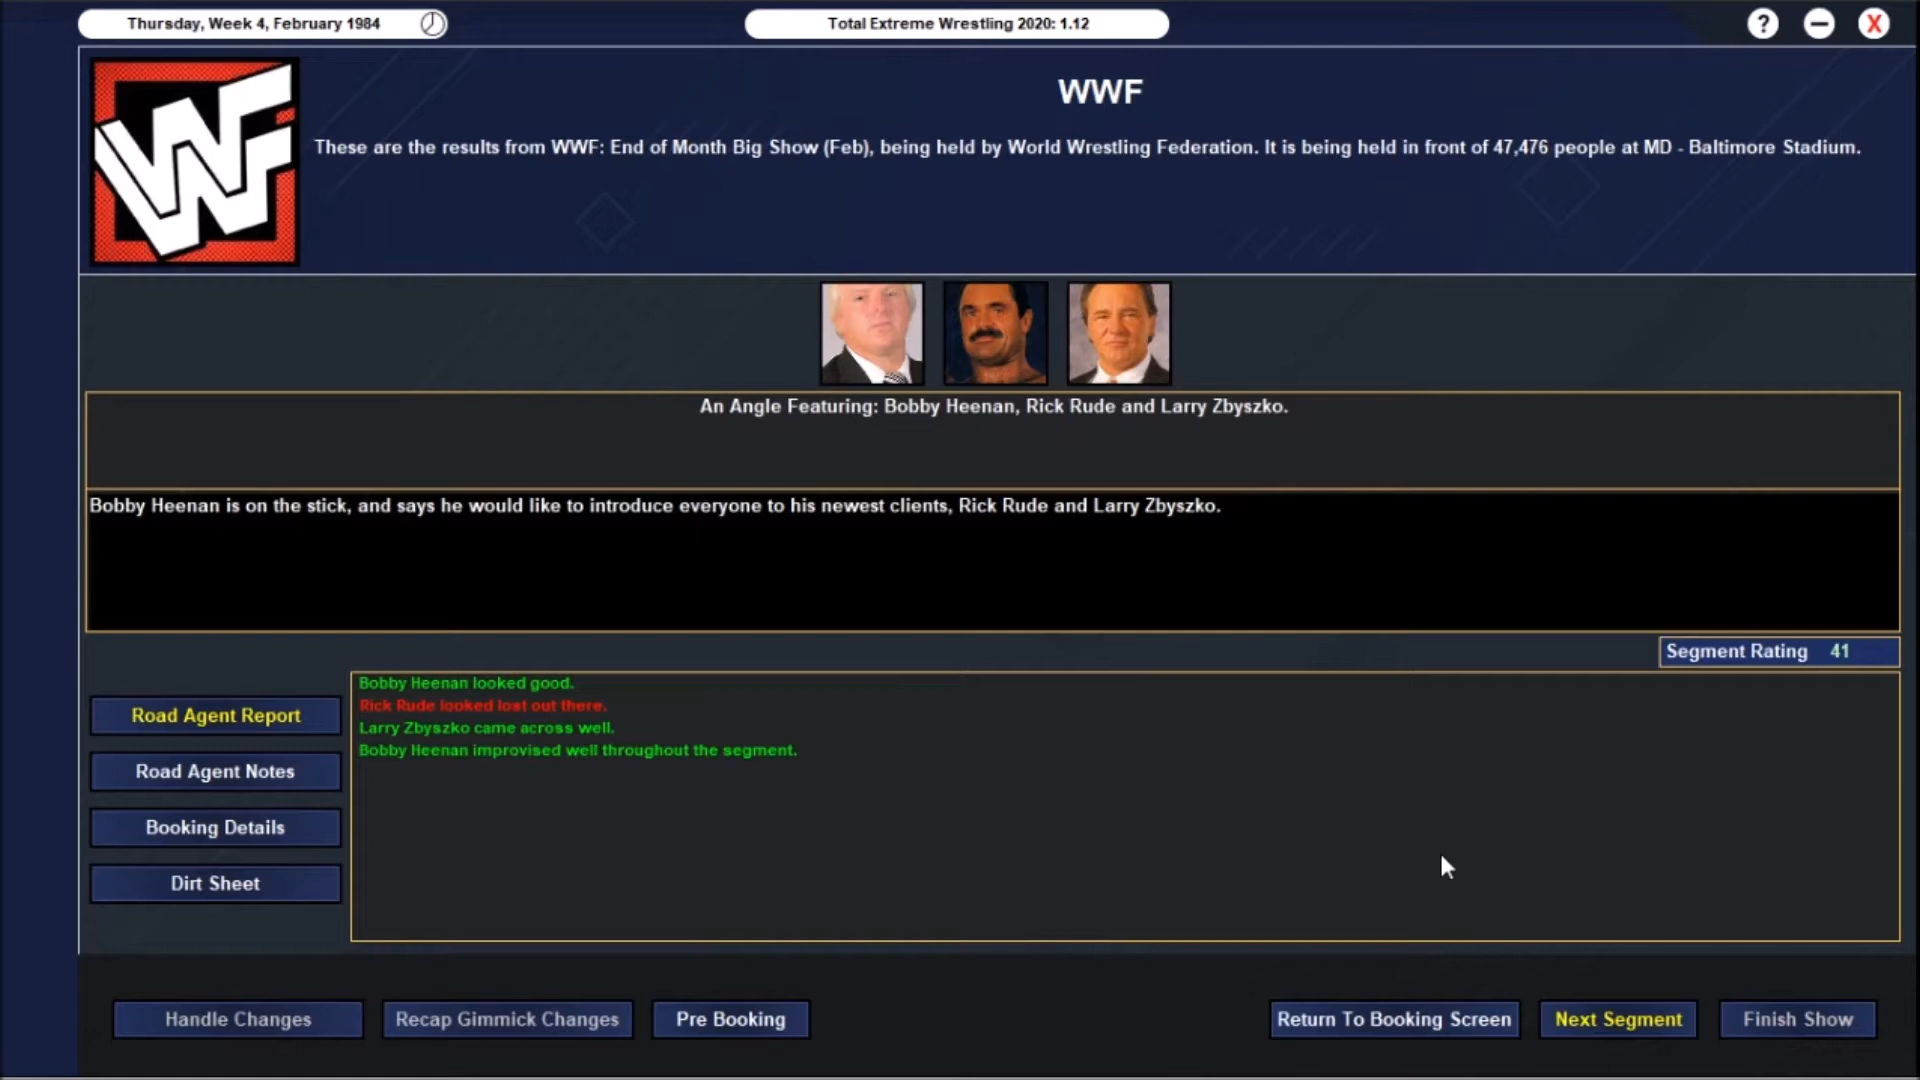 Thursday, Week 4, February 1984
Total Extreme Wrestling 2020: 1.12
?
X
WF
WWF
These are the results from WWF: End of Month Big Show (Feb), being held by World Wrestling Federation. It is being held in front of 47,476 people at MD - Baltimore Stadium.
An Angle Featuring: Bobby Heenan, Rick Rude and Larry Zbyszko.
Bobby Heenan is on the stick, and says he would like to introduce everyone to his newest clients, Rick Rude and Larry Zbyszko.
Segment Rating 41
Road Agent Report
Road Agent Notes
Booking Details
Dirt Sheet
Bobby Heenan looked good.
Rick Rude looked lost out there.
Larry Zbyszko came across well.
Bobby Heenan improvised well throughout the segment.
Handle Changes
Recap Gimmick Changes
Pre Booking
Return To Booking Screen
Next Segment
Finish Show